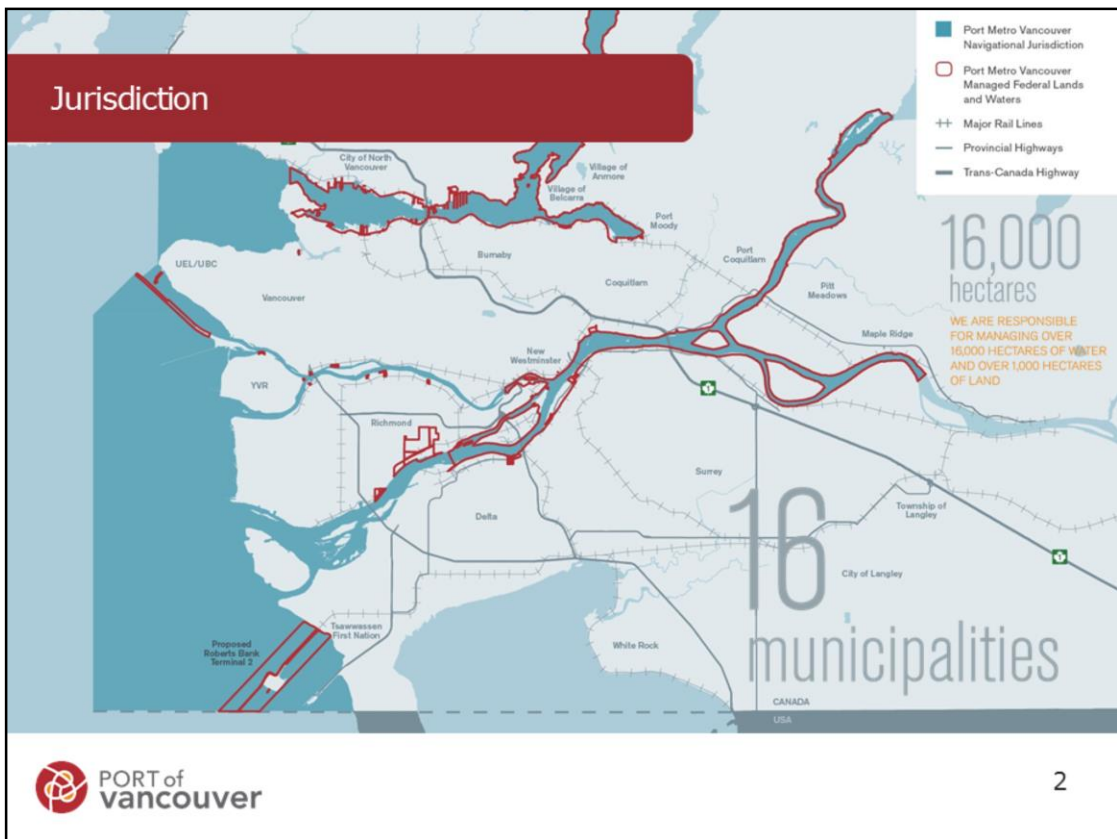 Jurisdiction
Port Metro Vancouver
Navigational Jurisdiction
Port Metro Vancouver
Managed Federal Lands
and Waters
Major Rail Lines
Provincial Highways
Trans-Canada Highway
16,000
hectares
WE ARE RESPONSIBLE
FOR MANAGING OVER
16,000 HECTARES OF WATER
AND OVER 1,000 HECTARES
OF LAND
City of North
Vancouver
Village of
Anmore
Village of
Belcarra
Port
Moody
UEL/UBC
Vancouver
Burnaby
Coquitlam
Port
Coquitlam
Pitt
Meadows
Maple Ridge
New
Westminster
YVR
Richmond
Surrey
Delta
Township of
Langley
1
1
16
municipalities
City of Langley
Tsawwassen
First Nation
Proposed
Roberts Bank
Terminal 2
White Rock
CANADA
USA
PORT of
vancouver
2